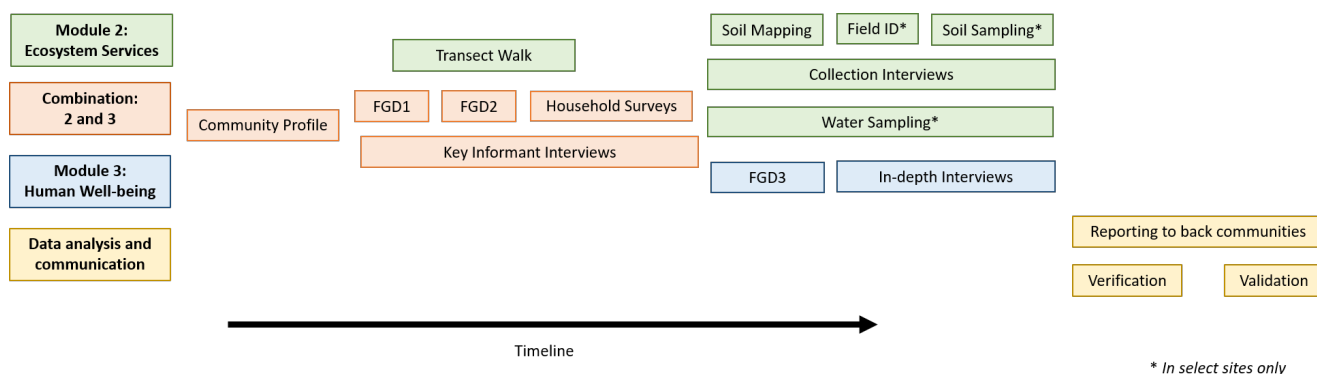 Module 2:
Ecosystem Services
Combination:
2 and 3
Module 3:
Human Well-being
Data analysis and
communication
Community Profile
Transect Walk
FGD1
FGD2
Household Surveys
Key Informant Interviews
Soil Mapping
Field ID*
Soil Sampling*
Collection Interviews
Water Sampling*
FGD3
In-depth Interviews
Reporting to back communities
Verification
Validation
Timeline
* In select sites only